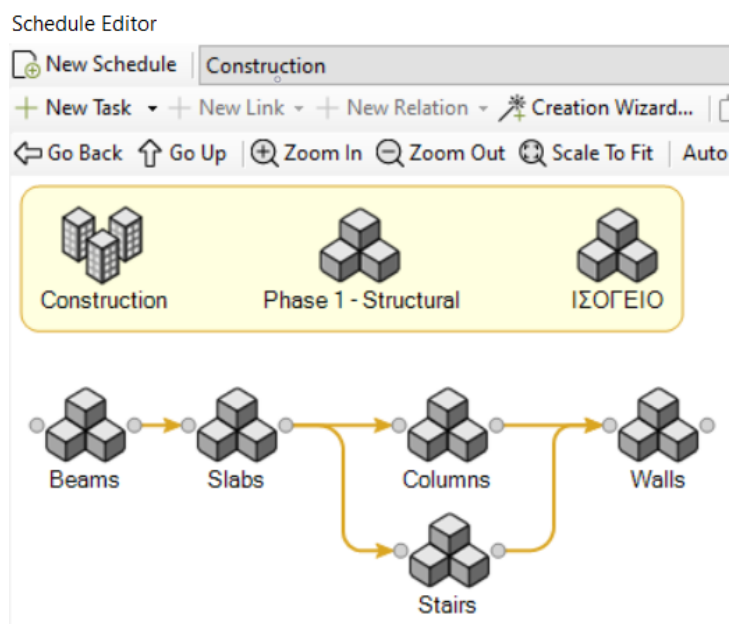 Schedule Editor
New Schedule Construction
New Task New Link New Relation Creation Wizard...
Go Back Go Up Zoom In Zoom Out Scale To Fit Auto
Construction Phase 1 - Structural ΙΣΟΓΕΙΟ
Beams Slabs Columns Walls
Stairs